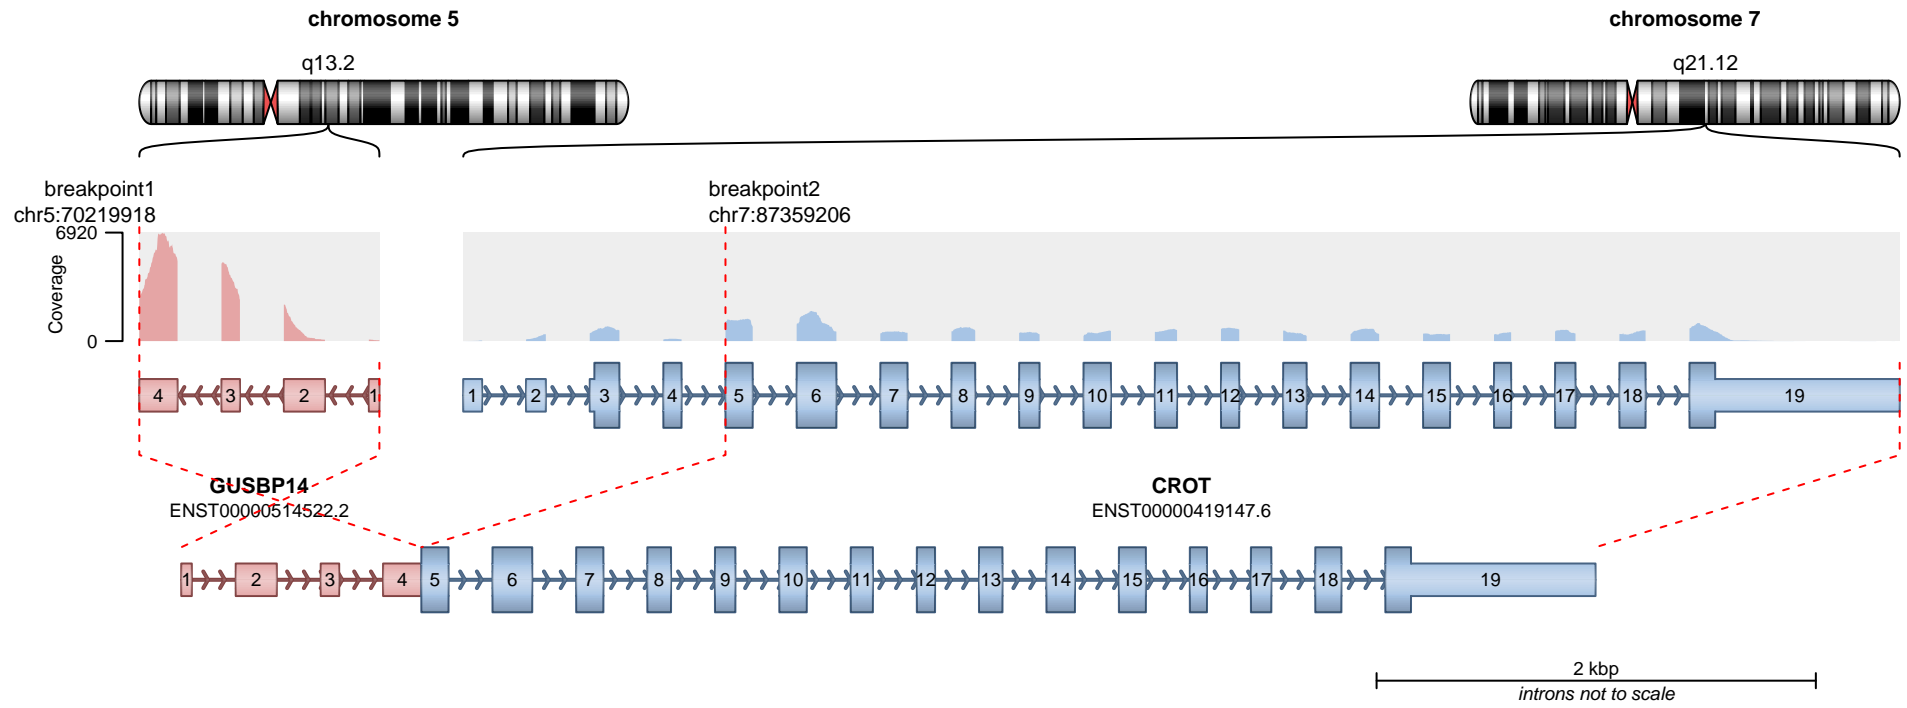 chromosome 5
chromosome 7
q13.2
q21.12
breakpoint1
chr5:70219918
breakpoint2
chr7:87359206
6920
Coverage
0
4 3 2 1
1 2 3 4 5 6 7 8 9 10 11 12 13 14 15 16 17 18 19
GUSBP14
ENST00000514522.2
CROT
ENST00000419147.6
1 2 3 4 5 6 7 8 9 10 11 12 13 14 15 16 17 18 19
2 kbp
introns not to scale